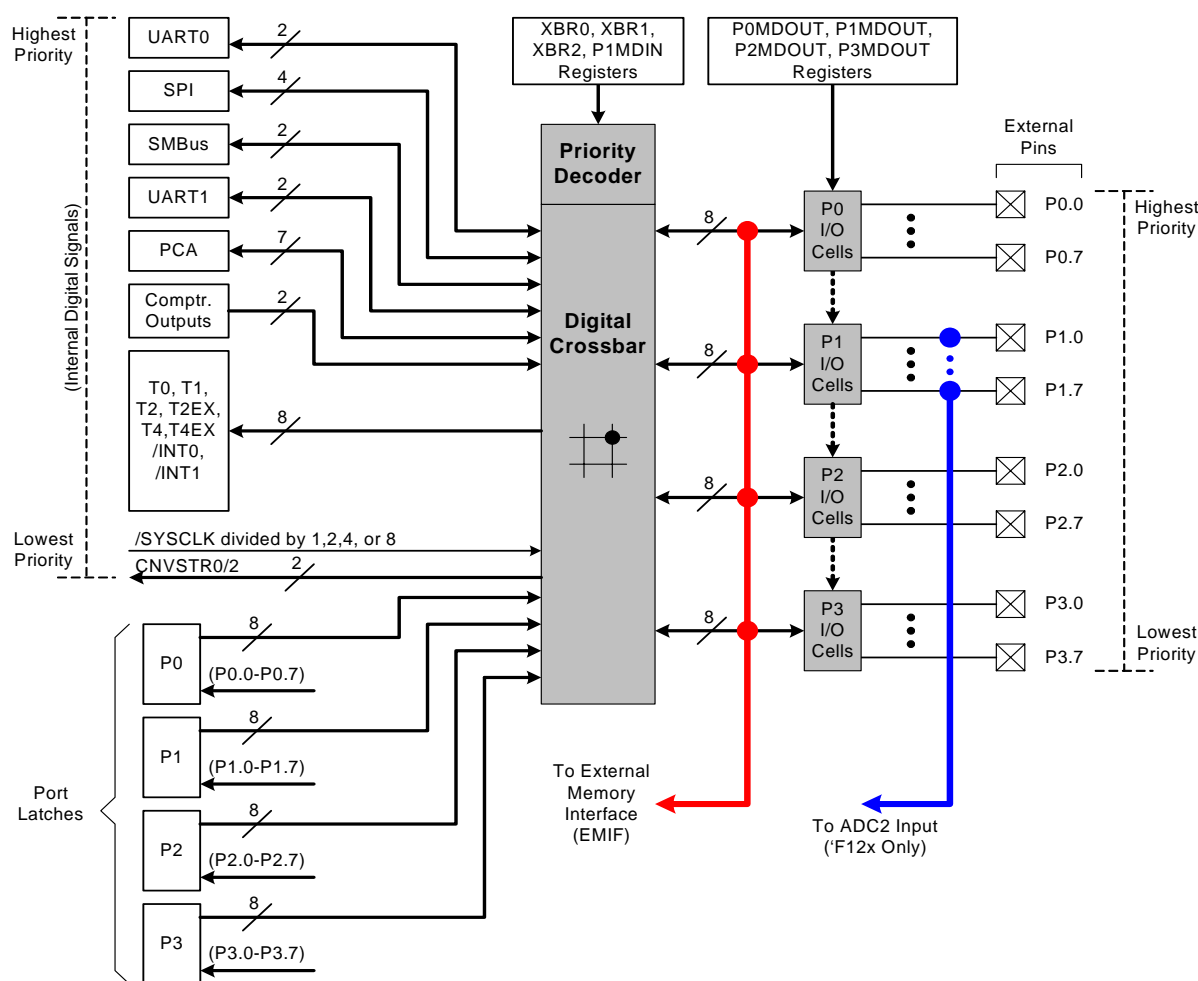 Highest
Priority
(Internal Digital Signals)
Lowest
Priority
UART0
2
SPI
4
SMBus
2
UART1
2
PCA
7
Comptr.
Outputs
2
T0, T1,
T2, T2EX,
T4,T4EX
/INT0,
/INT1
8
/SYSCLK divided by 1,2,4, or 8
CNVSTR0/2
2
Port
Latches
P0
8
(P0.0-P0.7)
P1
8
(P1.0-P1.7)
P2
8
(P2.0-P2.7)
P3
8
(P3.0-P3.7)
XBR0, XBR1,
XBR2, P1MDIN
Registers
Priority
Decoder
Digital
Crossbar
P0MDOUT, P1MDOUT,
P2MDOUT, P3MDOUT
Registers
8
8
8
8
P0
I/O
Cells
P1
I/O
Cells
P2
I/O
Cells
P3
I/O
Cells
External
Pins
P0.0
P0.7
P1.0
P1.7
P2.0
P2.7
P3.0
P3.7
Highest
Priority
Lowest
Priority
To External
Memory
Interface
(EMIF)
To ADC2 Input
(‘F12x Only)